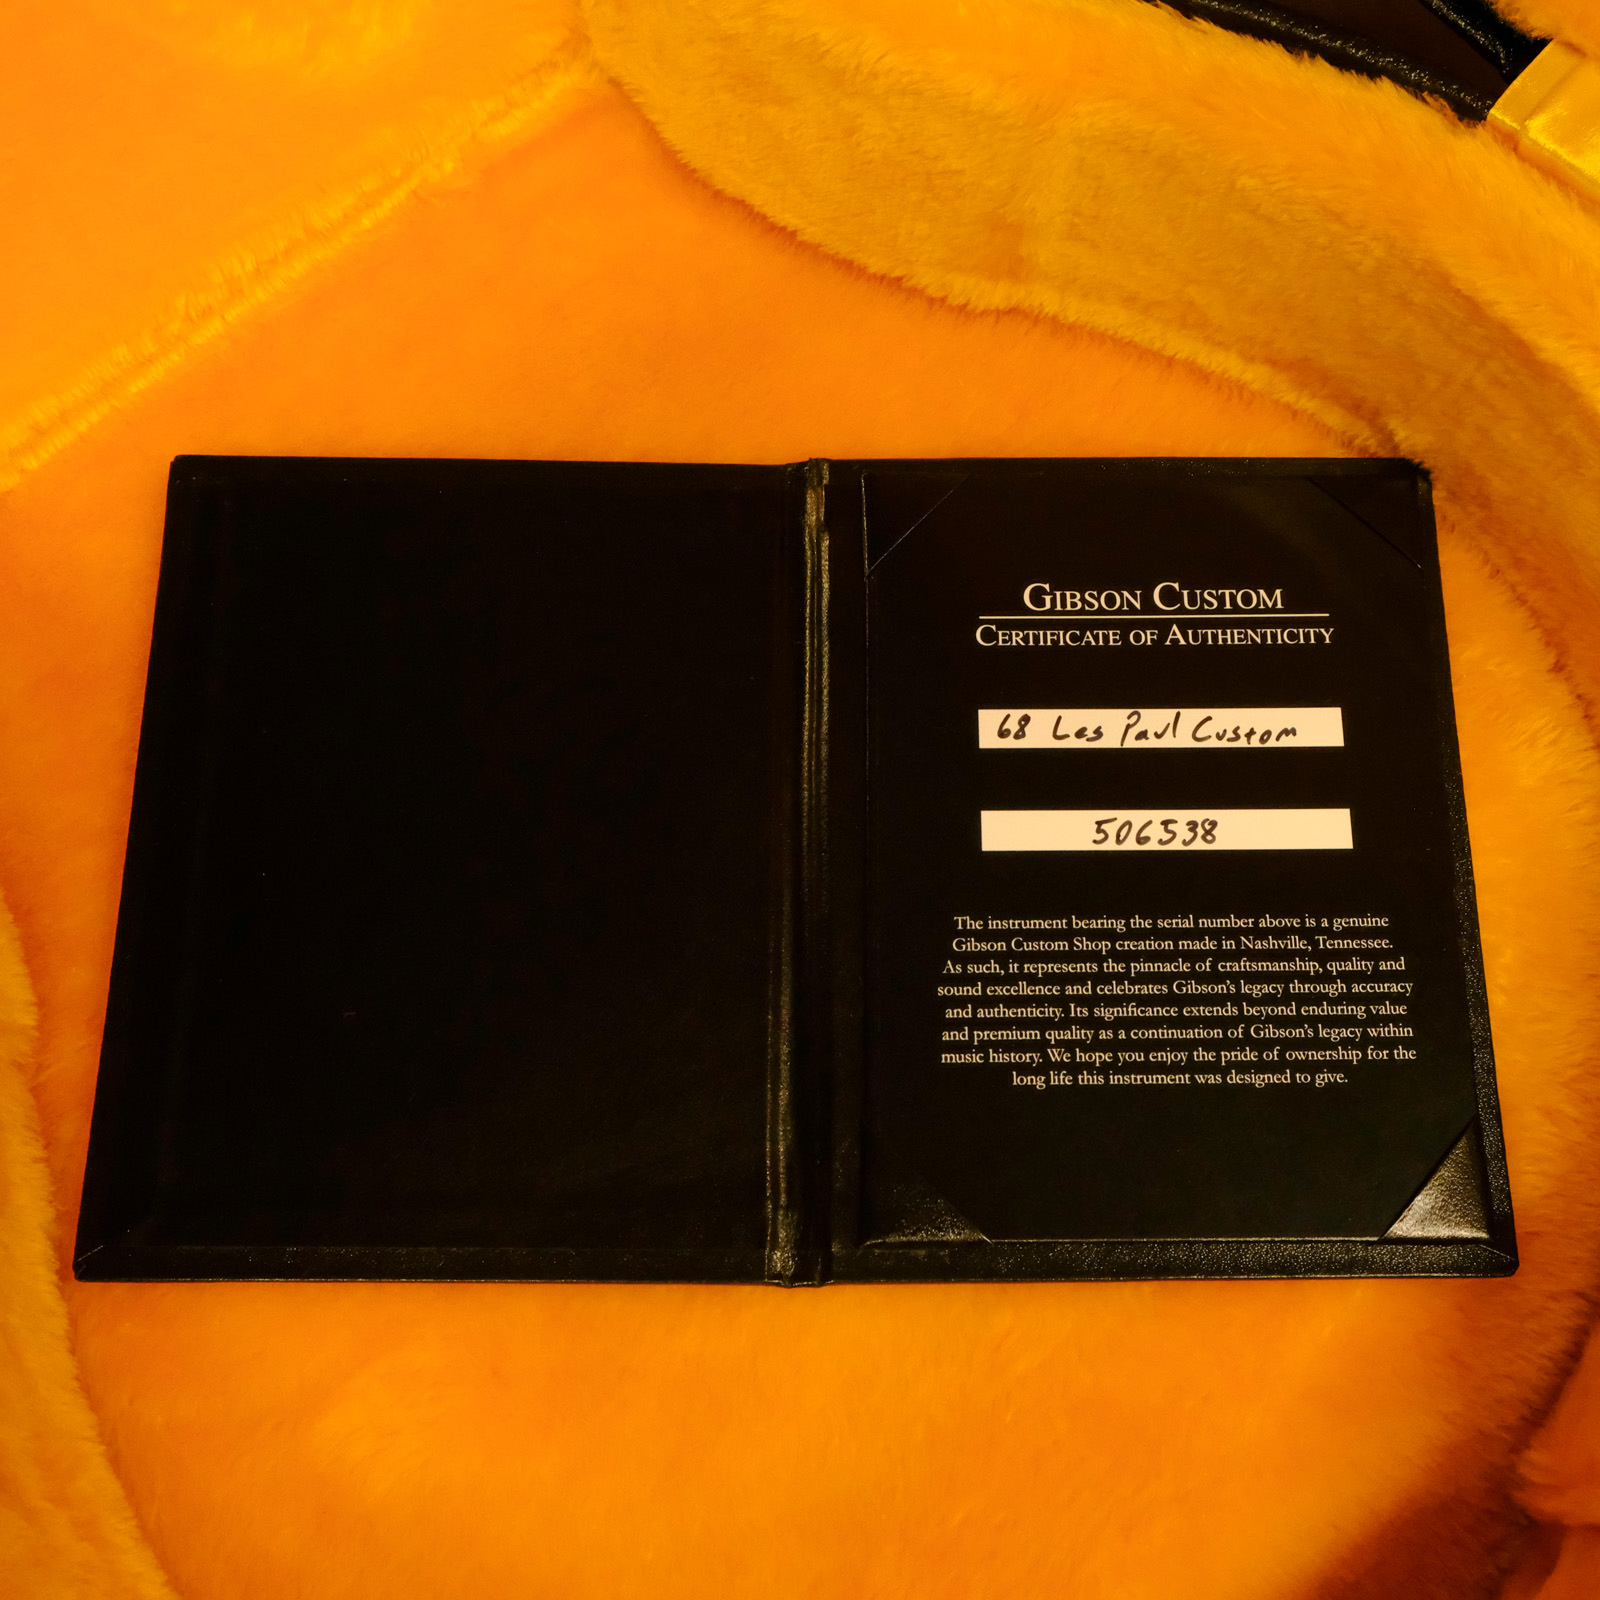 GIBSON CUSTOM
CERTIFICATE OF AUTHENTICITY
68 Les Paul Custom
506538
The instrument bearing the serial number above is a genuine
Gibson Custom Shop creation made in Nashville, Tennessee.
As such, it represents the pinnacle of craftsmanship, quality and
sound excellence and celebrates Gibson's legacy through accuracy
and authenticity. Its significance extends beyond enduring value
and premium quality as a continuation of Gibson's legacy within
music history. We hope you enjoy the pride of ownership for the
long life this instrument was designed to give.